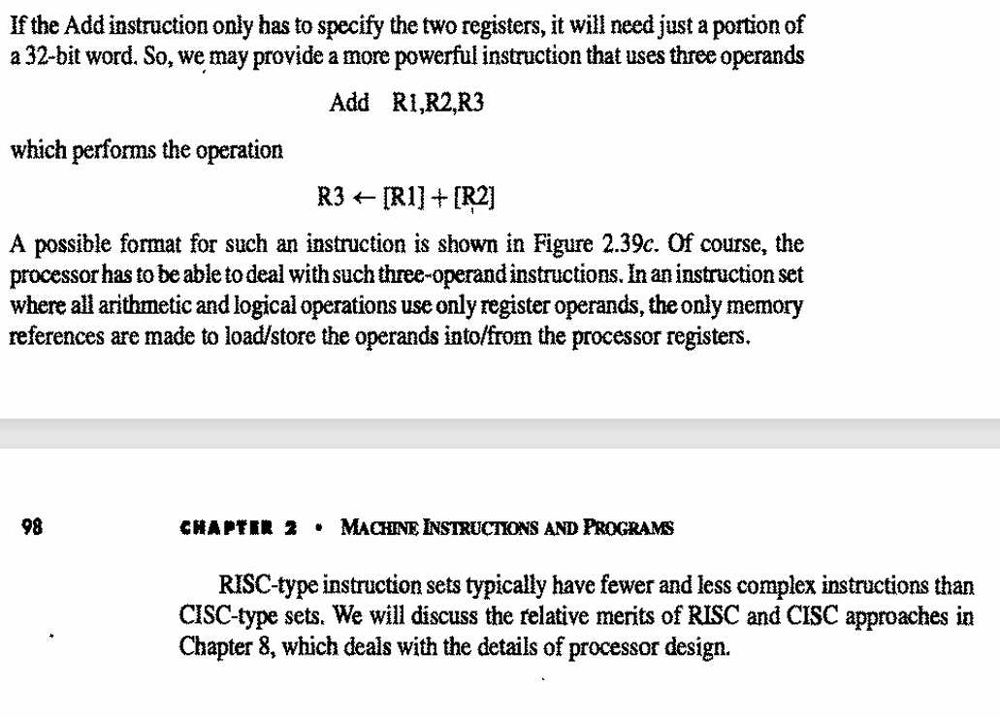 If the Add instruction only has to specify the two registers, it will need just a portion of
a 32-bit word. So, we may provide a more powerful instruction that uses three operands
Add R1,R2,R3
which performs the operation
R3 ← [R1] + [R2]
A possible format for such an instruction is shown in Figure 2.39c. Of course, the
processor has to be able to deal with such three-operand instructions. In an instruction set
where all arithmetic and logical operations use only register operands, the only memory
references are made to load/store the operands into/from the processor registers.
98 CHAPTER 2 • MACHINE INSTRUCTIONS AND PROGRAMS
RISC-type instruction sets typically have fewer and less complex instructions than
CISC-type sets. We will discuss the relative merits of RISC and CISC approaches in
Chapter 8, which deals with the details of processor design.